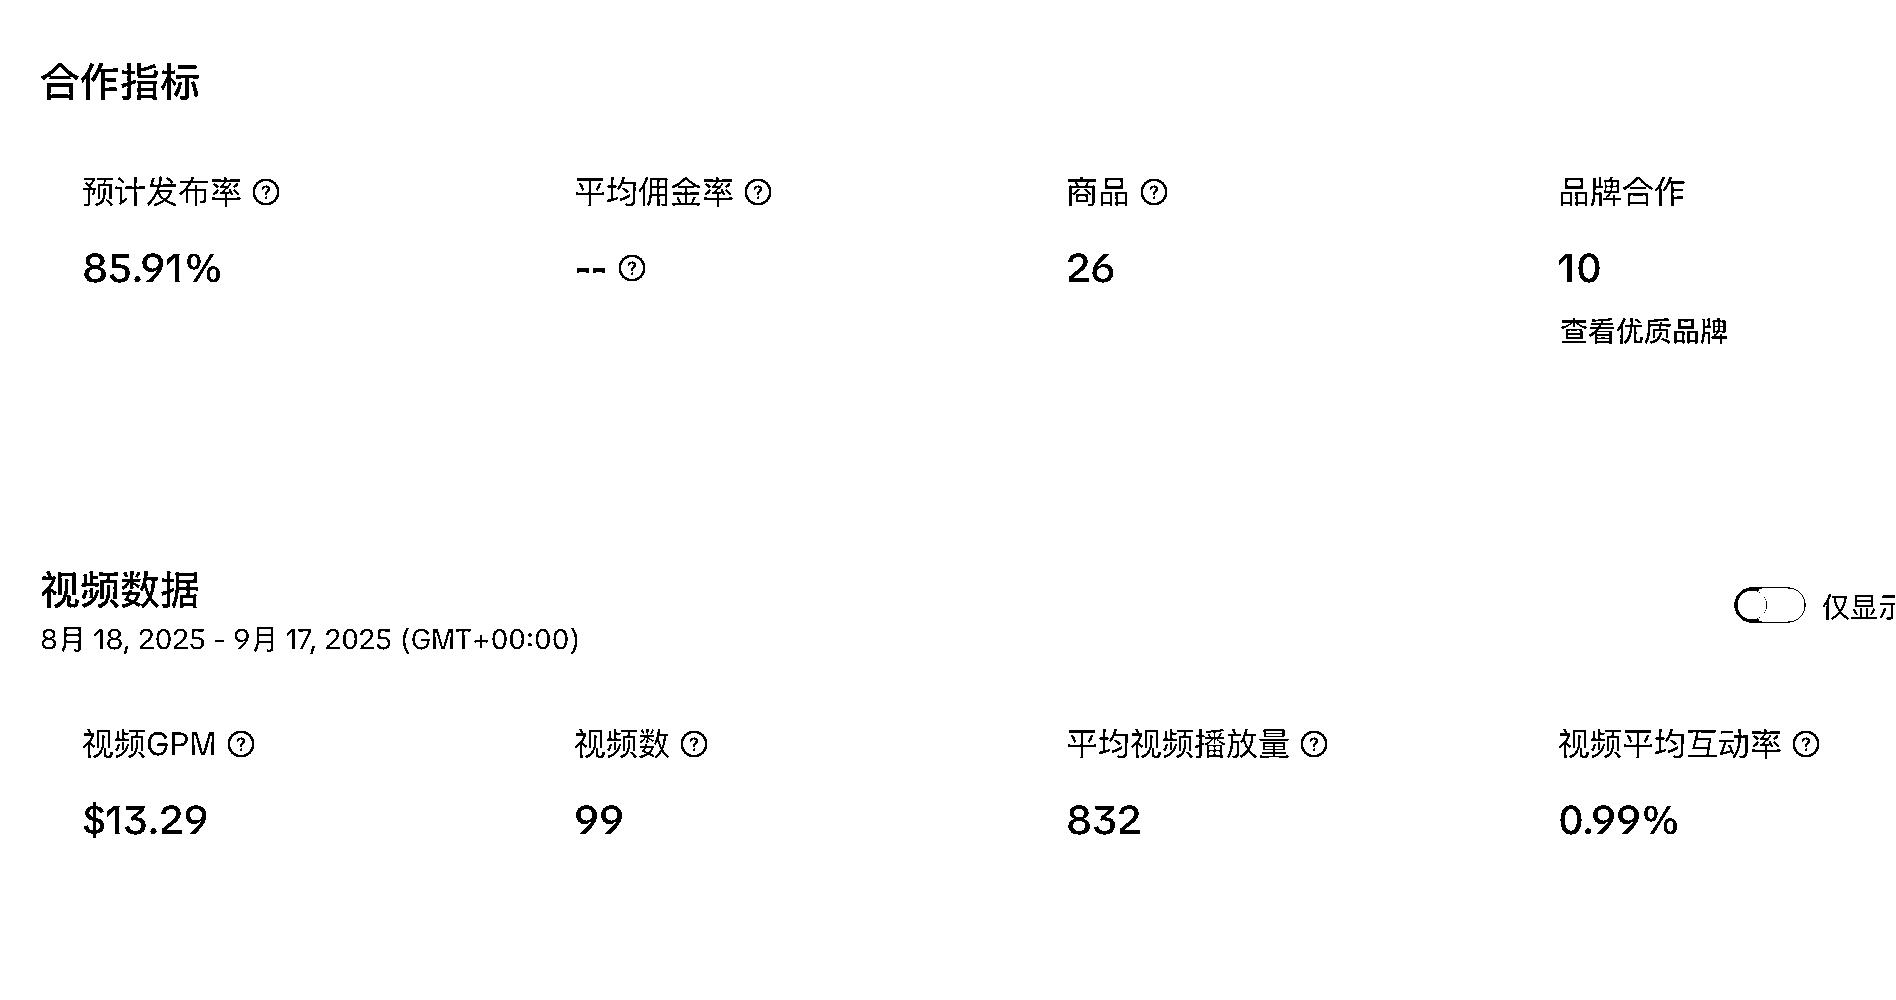 合作指标
预计发布率 平均佣金率 商品 品牌合作
85.91% -- 26 10
查看优质品牌
视频数据
仅显示
8月 18, 2025 - 9月 17, 2025 (GMT+00:00)
视频GPM 视频数 平均视频播放量 视频平均互动率
$13.29 99 832 0.99%